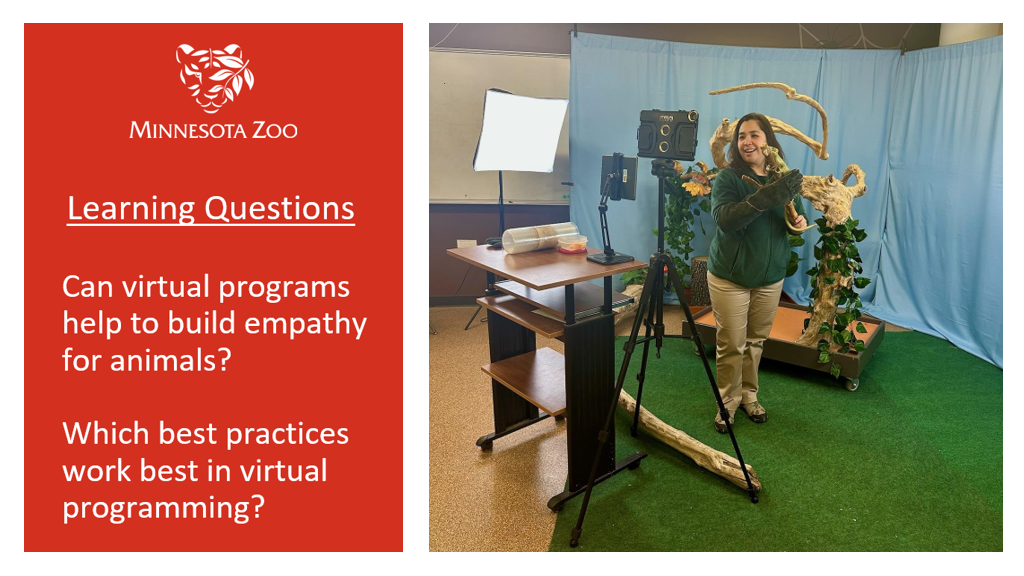 MINNESOTA ZOO
Learning Questions
Can virtual programs
help to build empathy
for animals?
Which best practices
work best in virtual
programming?